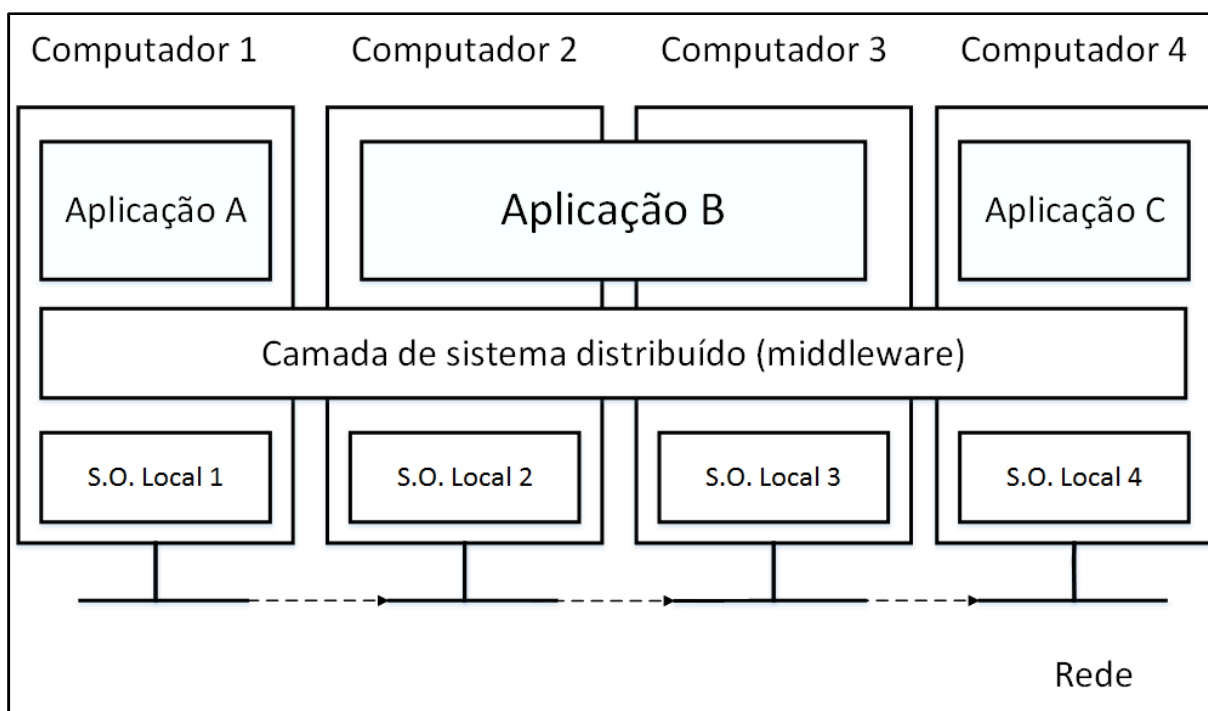 Computador 1
Computador 2
Computador 3
Computador 4
Aplicação A
Aplicação B
Aplicação C
Camada de sistema distribuído (middleware)
S.O. Local 1
S.O. Local 2
S.O. Local 3
S.O. Local 4
Rede